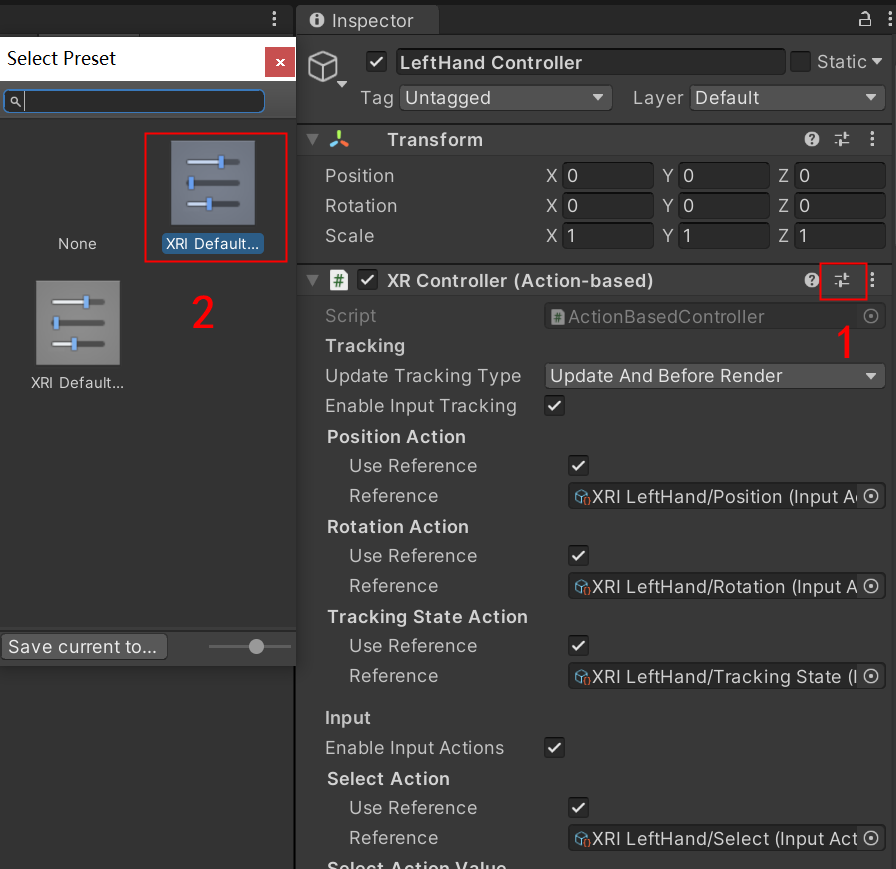 Select Preset
None
XRI Default...
2
XRI Default...
Save current to...
Inspector
LeftHand Controller
Static
Tag Untagged Layer Default
Transform
Position X 0 Y 0 Z 0
Rotation X 0 Y 0 Z 0
Scale X 1 Y 1 Z 1
# XR Controller (Action-based)
Script # ActionBasedController
1
Tracking
Update Tracking Type Update And Before Render
Enable Input Tracking
Position Action
Use Reference
Reference XRI LeftHand/Position (Input A
Rotation Action
Use Reference
Reference XRI LeftHand/Rotation (Input A
Tracking State Action
Use Reference
Reference XRI LeftHand/Tracking State (I
Input
Enable Input Actions
Select Action
Use Reference
Reference XRI LeftHand/Select (Input Act
Select Action Value